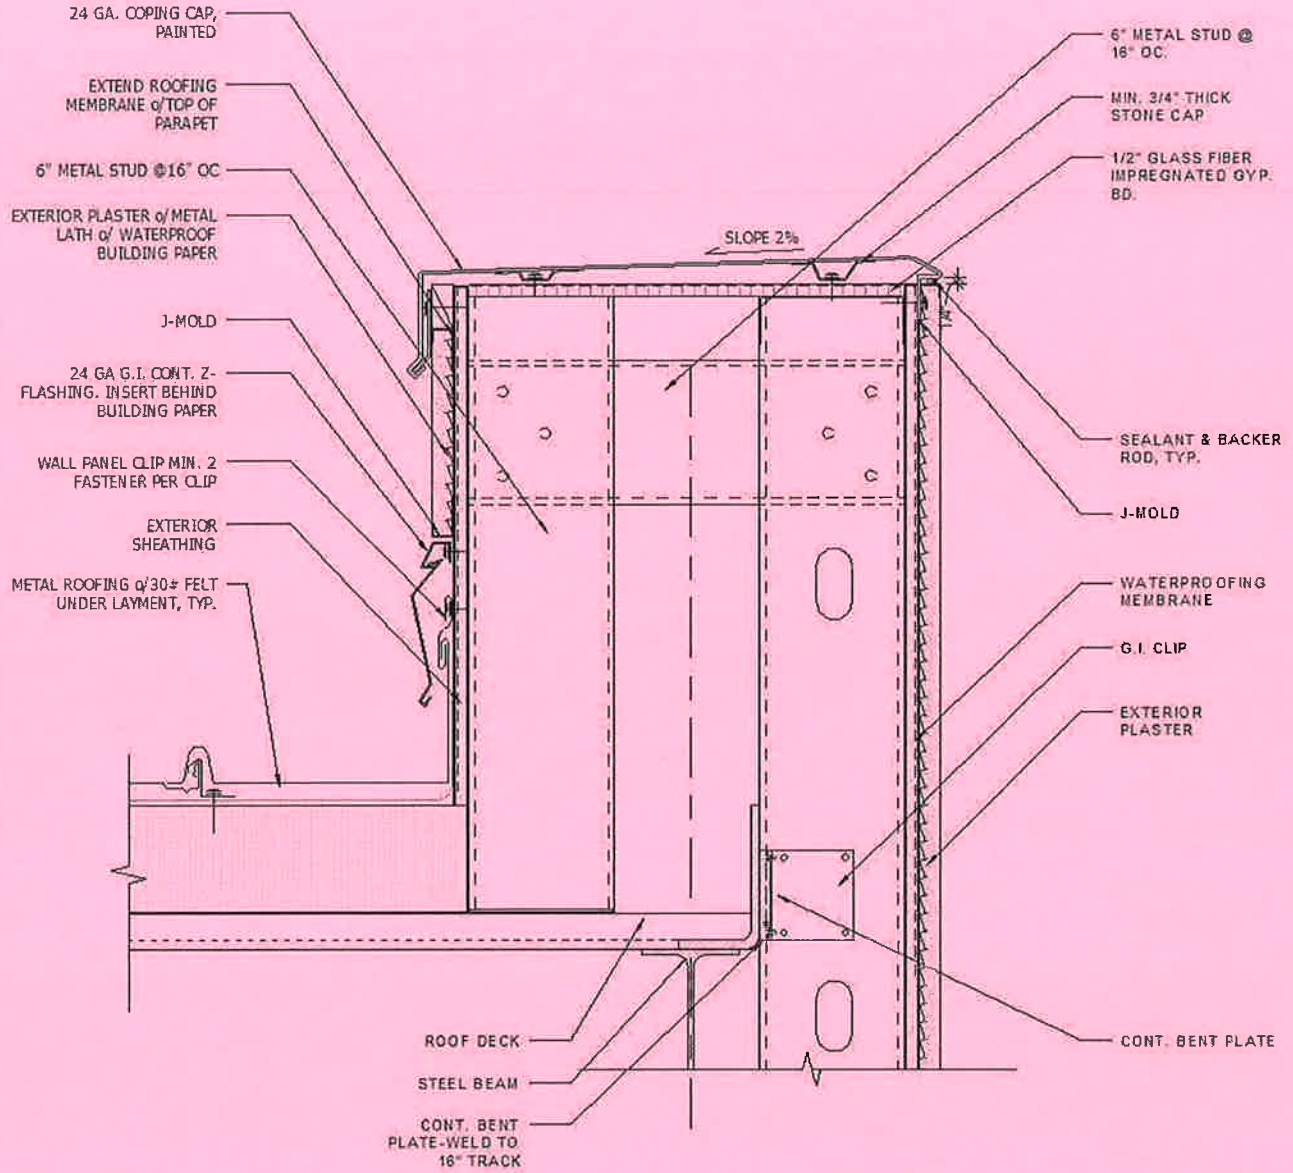 24 GA. COPING CAP,
PAINTED
EXTEND ROOFING
MEMBRANE o/TOP OF
PARAPET
6" METAL STUD @16" OC
EXTERIOR PLASTER o/METAL
LATH o/ WATERPROOF
BUILDING PAPER
J-MOLD
24 GA G.I. CONT. Z-
FLASHING. INSERT BEHIND
BUILDING PAPER
WALL PANEL CLIP MIN. 2
FASTENER PER CLIP
EXTERIOR
SHEATHING
METAL ROOFING o/30# FELT
UNDER LAYMENT, TYP.
SLOPE 2%
6" METAL STUD @
16" OC.
MIN. 3/4" THICK
STONE CAP
1/2" GLASS FIBER
IMPREGNATED GYP.
BD.
1/4"
SEALANT & BACKER
ROD, TYP.
J-MOLD
WATERPROOFING
MEMBRANE
G.I. CLIP
EXTERIOR
PLASTER
CONT. BENT PLATE
ROOF DECK
STEEL BEAM
CONT. BENT
PLATE-WELD TO
16" TRACK